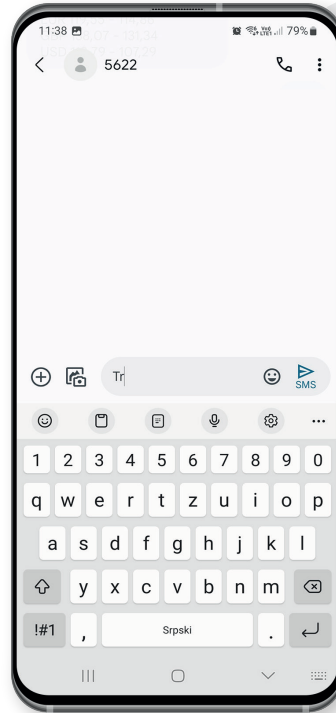 11:38
79%
5622
Tr
SMS
1 2 3 4 5 6 7 8 9 0
q w e r t z u i o p
a s d f g h j k l
y x c v b n m
!#1 , Srpski .